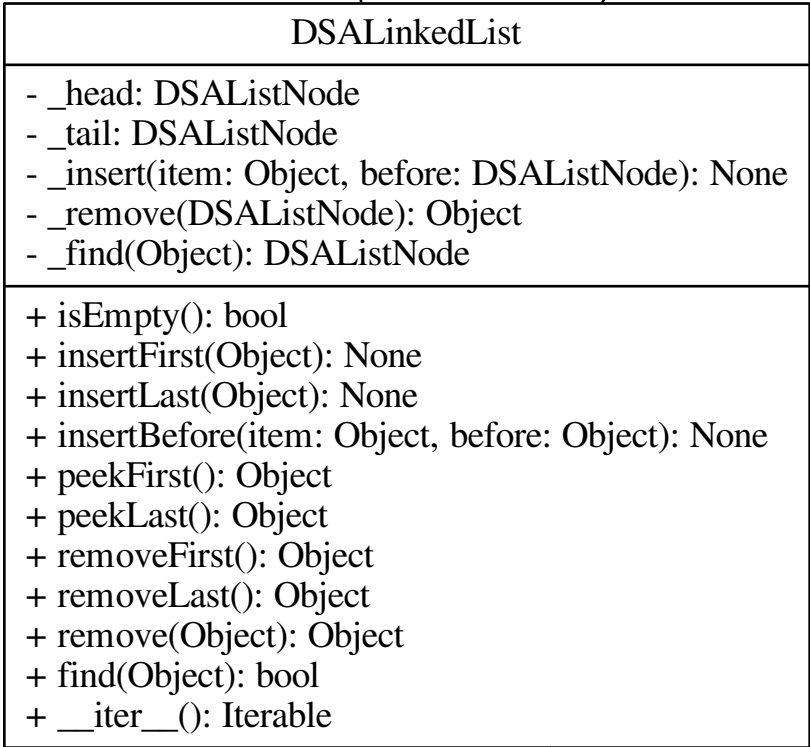 DSALinkedList
- _head: DSAListNode
- _tail: DSAListNode
- _insert(item: Object, before: DSAListNode): None
- _remove(DSAListNode): Object
- _find(Object): DSAListNode
+ isEmpty(): bool
+ insertFirst(Object): None
+ insertLast(Object): None
+ insertBefore(item: Object, before: Object): None
+ peekFirst(): Object
+ peekLast(): Object
+ removeFirst(): Object
+ removeLast(): Object
+ remove(Object): Object
+ find(Object): bool
+ __iter__(): Iterable